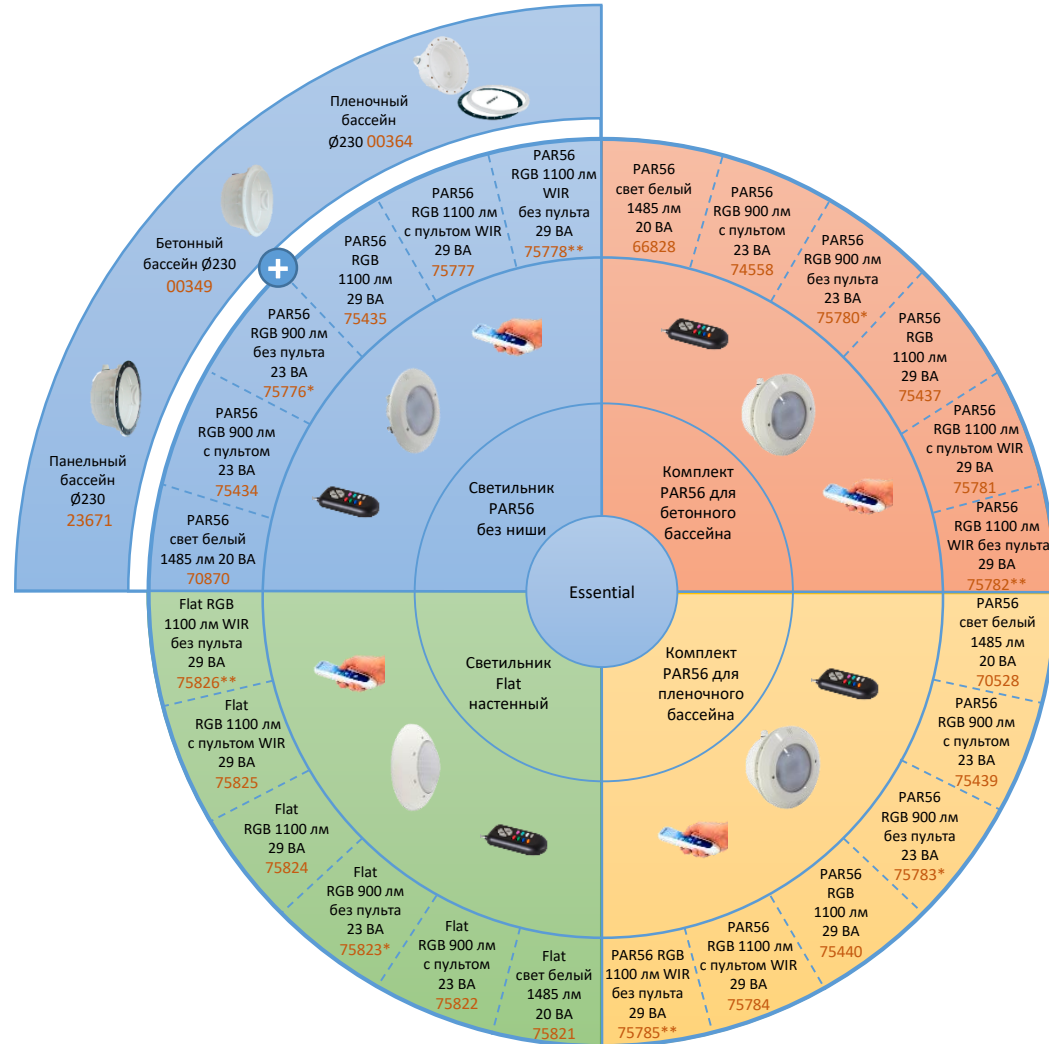 Пленочный
бассейн
Ø230 00364
Бетонный
бассейн Ø230
00349
Панельный
бассейн
Ø230
23671
+
PAR56
свет белый
1485 лм 20 ВА
70870
PAR56
RGB 900 лм
с пультом
23 ВА
75434
PAR56
RGB 900 лм
без пульта
23 ВА
75776*
PAR56
RGB
1100 лм
29 ВА
75435
PAR56
RGB 1100 лм
с пультом WIR
29 ВА
75777
PAR56
RGB 1100 лм
WIR
без пульта
29 ВА
75778**
PAR56
свет белый
1485 лм
20 ВА
66828
PAR56
RGB 900 лм
с пультом
23 ВА
74558
PAR56
RGB 900 лм
без пульта
23 ВА
75780*
PAR56
RGB
1100 лм
29 ВА
75437
PAR56
RGB 1100 лм
с пультом WIR
29 ВА
75781
PAR56
RGB 1100 лм
WIR без пульта
29 ВА
75782**
Светильник
PAR56
без ниши
Комплект
PAR56 для
бетонного
бассейна
Essential
Светильник
Flat
настенный
Комплект
PAR56 для
пленочного
бассейна
PAR56
свет белый
1485 лм
20 ВА
70528
PAR56
RGB 900 лм
с пультом
23 ВА
75439
PAR56
RGB 900 лм
без пульта
23 ВА
75783*
PAR56
RGB
1100 лм
29 ВА
75440
PAR56
RGB 1100 лм
с пультом WIR
29 ВА
75784
PAR56 RGB
1100 лм WIR
без пульта
29 ВА
75785**
Flat
свет белый
1485 лм
20 ВА
75821
Flat
RGB 900 лм
с пультом
23 ВА
75822
Flat
RGB 900 лм
без пульта
23 ВА
75823*
Flat
RGB 1100 лм
29 ВА
75824
Flat
RGB 1100 лм
с пультом WIR
29 ВА
75825
Flat RGB
1100 лм WIR
без пульта
29 ВА
75826**